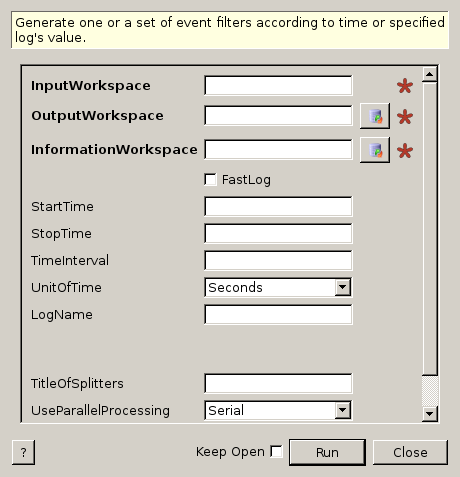 Generate one or a set of event filters according to time or specified
log's value.
InputWorkspace
OutputWorkspace
InformationWorkspace
FastLog
StartTime
StopTime
TimeInterval
UnitOfTime Seconds
LogName
TitleOfSplitters
UseParallelProcessing Serial
? Keep Open Run Close